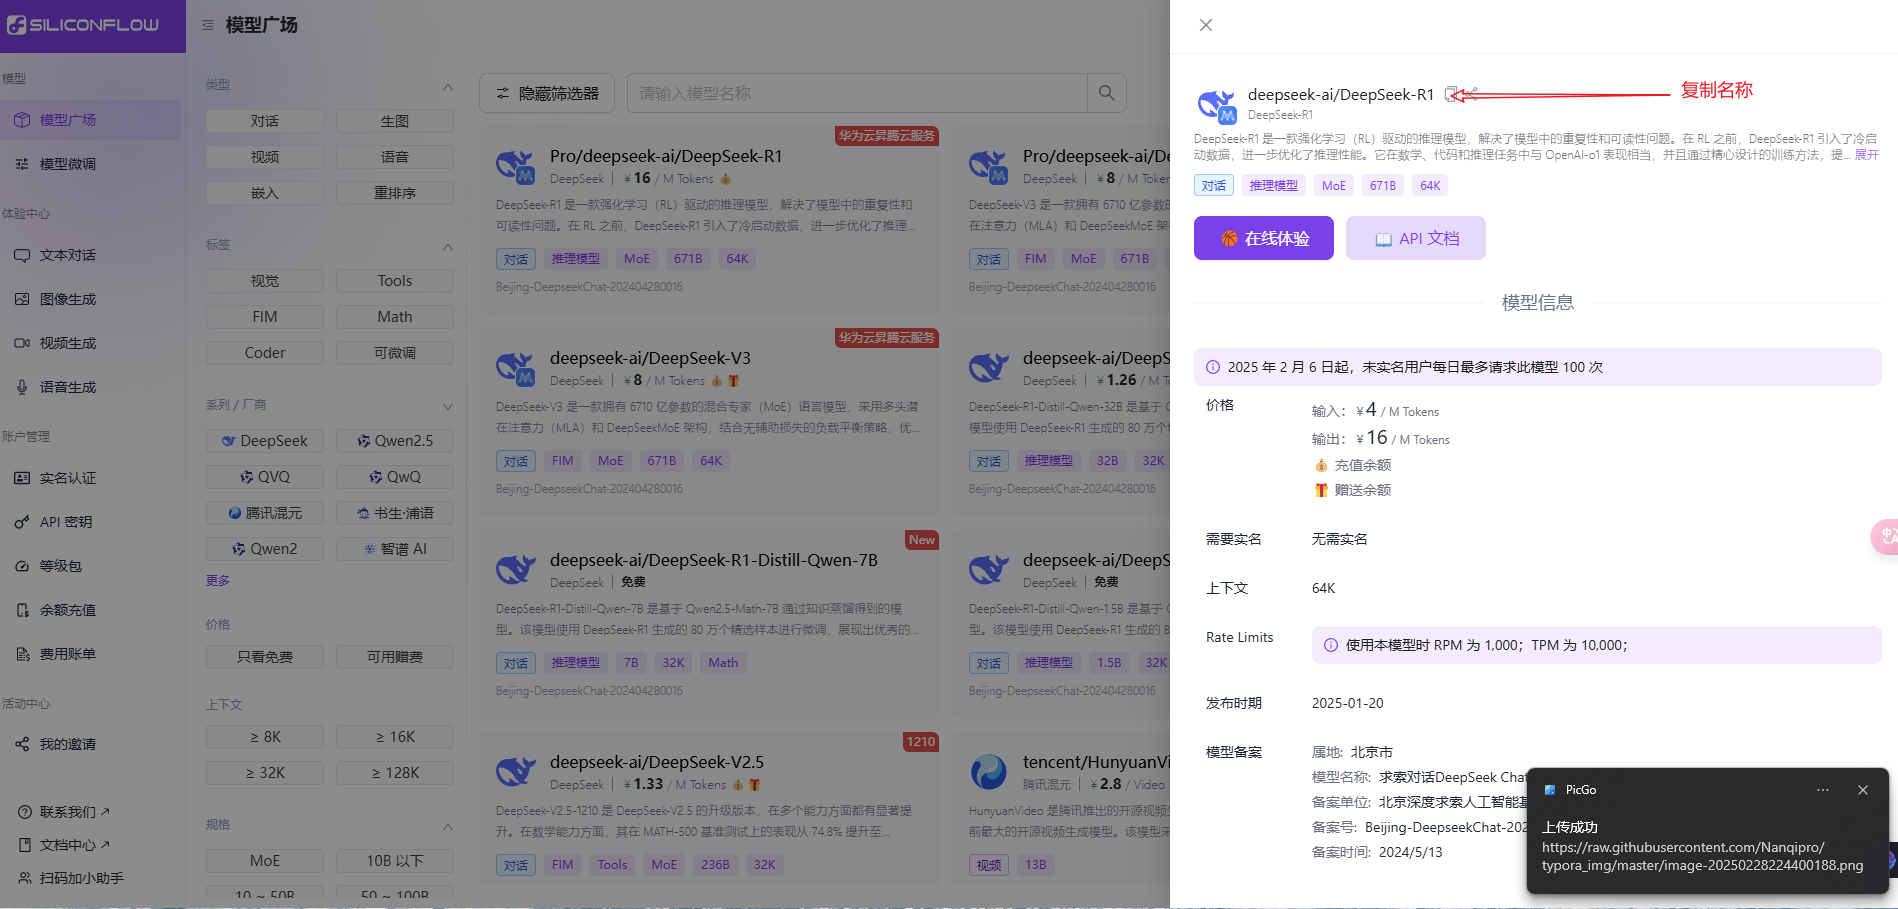 SILICONFLOW
模型
模型广场
模型微调
体验中心
文本对话
图像生成
视频生成
语音生成
账户管理
实名认证
API 密钥
等级包
余额充值
费用账单
活动中心
我的邀请
联系我们
文档中心
扫码加小助手
模型广场
类型
对话
生图
视频
语音
嵌入
重排序
标签
视觉
Tools
FIM
Math
Coder
可微调
系列 / 厂商
DeepSeek
Qwen2.5
QVQ
QwQ
腾讯混元
书生·浦语
Qwen2
智谱 AI
更多
价格
只看免费
可用赠费
上下文
≥ 8K
≥ 16K
≥ 32K
≥ 128K
规格
MoE
10B 以下
10 ~ 50B
50 ~ 100B
隐藏筛选器
请输入模型名称
华为云昇腾云服务
Pro/deepseek-ai/DeepSeek-R1
DeepSeek | ¥ 16 / M Tokens
DeepSeek-R1 是一款强化学习（RL）驱动的推理模型，解决了模型中的重复性和
可读性问题。在 RL 之前，DeepSeek-R1 引入了冷启动数据，进一步优化了推理...
对话 推理模型 MoE 671B 64K
Beijing-DeepseekChat-202404280016
Pro/deepseek-ai/De
DeepSeek | ¥ 8 / M Token
DeepSeek-V3 是一款拥有 6710 亿参数的
在注意力（MLA）和 DeepSeekMoE 架
对话 FIM MoE 671B
Beijing-DeepseekChat-202404280016
华为云昇腾云服务
deepseek-ai/DeepSeek-V3
DeepSeek | ¥ 8 / M Tokens
DeepSeek-V3 是一款拥有 6710 亿参数的混合专家（MoE）语言模型，采用多头潜
在注意力（MLA）和 DeepSeekMoE 架构，结合无辅助损失的负载平衡策略，优...
对话 FIM MoE 671B 64K
Beijing-DeepseekChat-202404280016
deepseek-ai/DeepS
DeepSeek | ¥ 1.26 / M To
DeepSeek-R1-Distill-Qwen-32B 是基于 Q
模型使用 DeepSeek-R1 生成的 80 万个精
对话 推理模型 32B 32K
Beijing-DeepseekChat-202404280016
New
deepseek-ai/DeepSeek-R1-Distill-Qwen-7B
DeepSeek | 免费
DeepSeek-R1-Distill-Qwen-7B 是基于 Qwen2.5-Math-7B 通过知识蒸馏得到的模
型。该模型使用 DeepSeek-R1 生成的 80 万个精选样本进行微调，展现出优秀的...
对话 推理模型 7B 32K Math
Beijing-DeepseekChat-202404280016
deepseek-ai/DeepS
DeepSeek | 免费
DeepSeek-R1-Distill-Qwen-1.5B 是基于
型。该模型使用 DeepSeek-R1 生成的 8
对话 推理模型 1.5B 32K
Beijing-DeepseekChat-202404280016
1210
deepseek-ai/DeepSeek-V2.5
DeepSeek | ¥ 1.33 / M Tokens
DeepSeek-V2.5-1210 是 DeepSeek-V2.5 的升级版本，在多个能力方面都有显著提
升。在数学能力方面，其在 MATH-500 基准测试上的表现从 74.8% 提升至...
对话 FIM Tools MoE 236B 32K
tencent/HunyuanVi
腾讯混元 | ¥ 2.8 / Video
HunyuanVideo 是腾讯推出的开源视频生
前最大的开源视频生成模型。该模型采
视频 13B
deepseek-ai/DeepSeek-R1
复制名称
DeepSeek-R1
DeepSeek-R1 是一款强化学习（RL）驱动的推理模型，解决了模型中的重复性和可读性问题。在 RL 之前，DeepSeek-R1 引入了冷启
动数据，进一步优化了推理性能。它在数学、代码和推理任务中与 OpenAI-o1 表现相当，并且通过精心设计的训练方法，提... 展开
对话 推理模型 MoE 671B 64K
在线体验
API 文档
模型信息
2025 年 2 月 6 日起，未实名用户每日最多请求此模型 100 次
价格
输入： ¥ 4 / M Tokens
输出： ¥ 16 / M Tokens
充值余额
赠送余额
需要实名 无需实名
上下文 64K
Rate Limits 使用本模型时 RPM 为 1,000；TPM 为 10,000；
发布时期 2025-01-20
模型备案 属地: 北京市
模型名称: 求索对话DeepSeek Chat
备案单位: 北京深度求索人工智能基
备案号: Beijing-DeepseekChat-202
备案时间: 2024/5/13
PicGo
上传成功
https://raw.githubusercontent.com/Nanqipro/
typora_img/master/image-20250228224400188.png